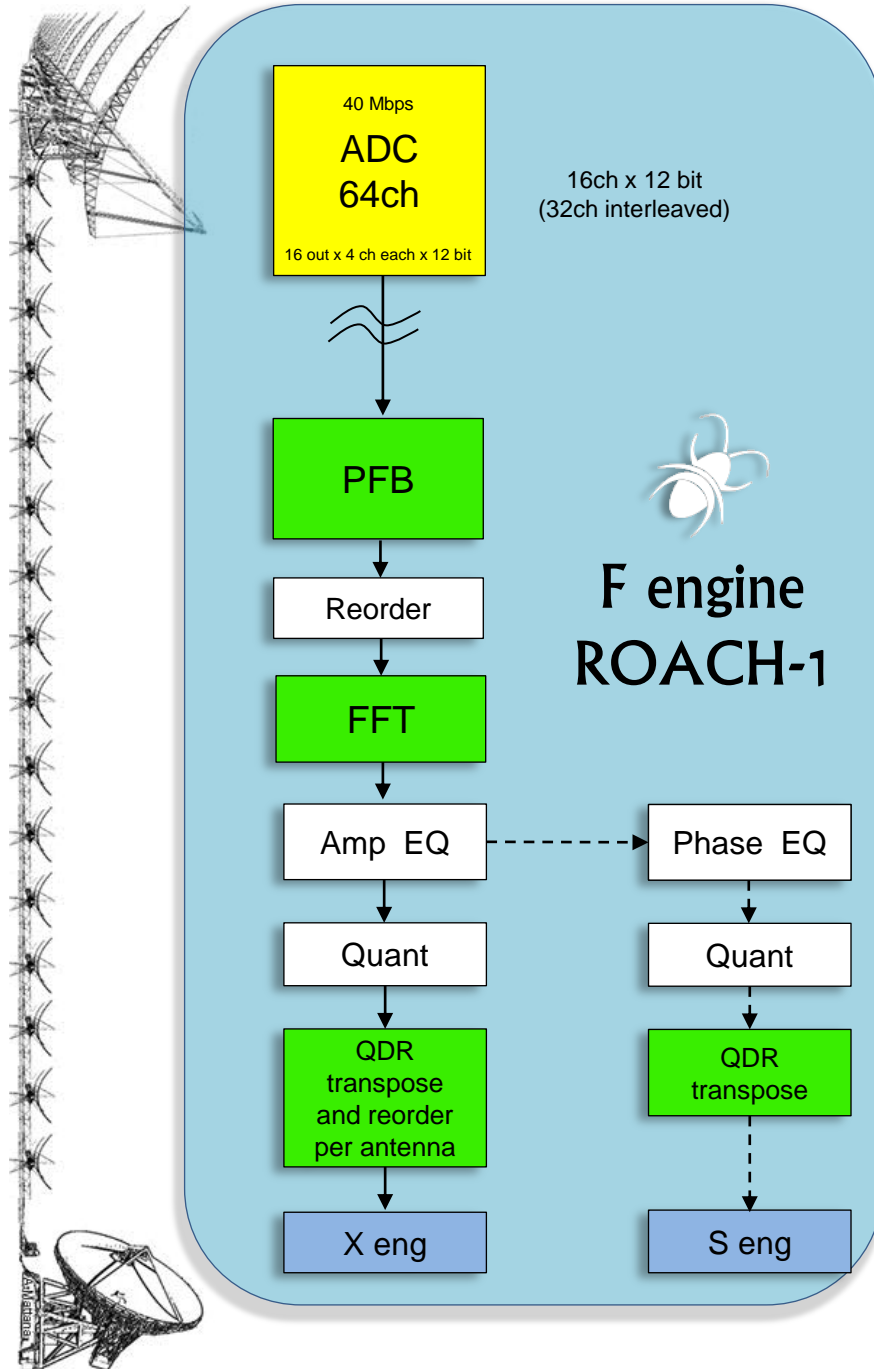 40 Mbps
ADC
64ch
16 out x 4 ch each x 12 bit
16ch x 12 bit
(32ch interleaved)
PFB
Reorder
FFT
F engine
ROACH-1
Amp EQ
Phase EQ
Quant
Quant
QDR
transpose
and reorder
per antenna
QDR
transpose
X eng
S eng
A. Mattana